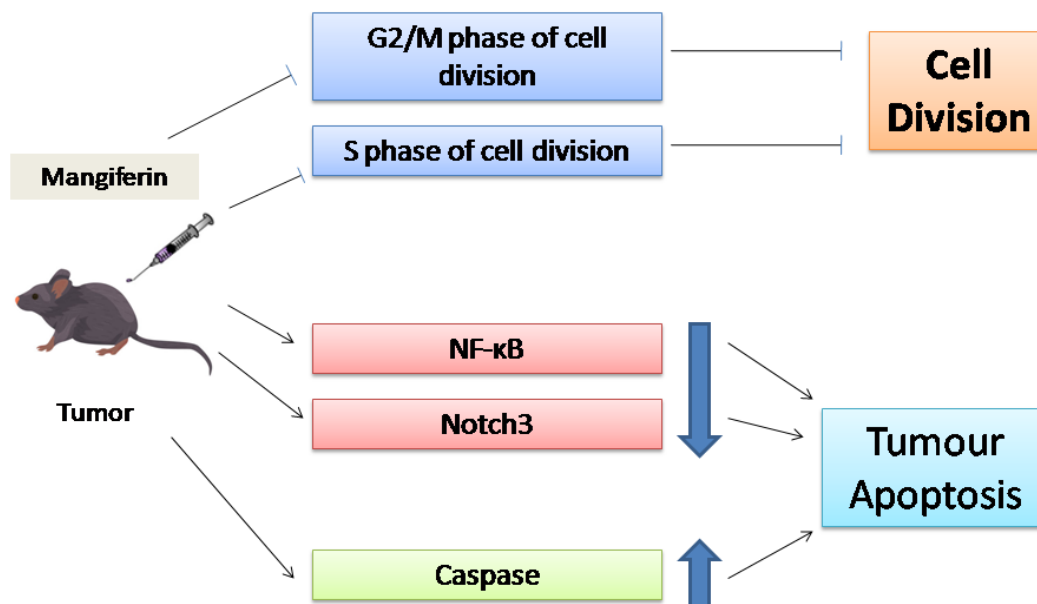 G2/M phase of cell
division
Cell
Division
S phase of cell division
Mangiferin
NF-κB
Tumor
Notch3
Tumour
Apoptosis
Caspase